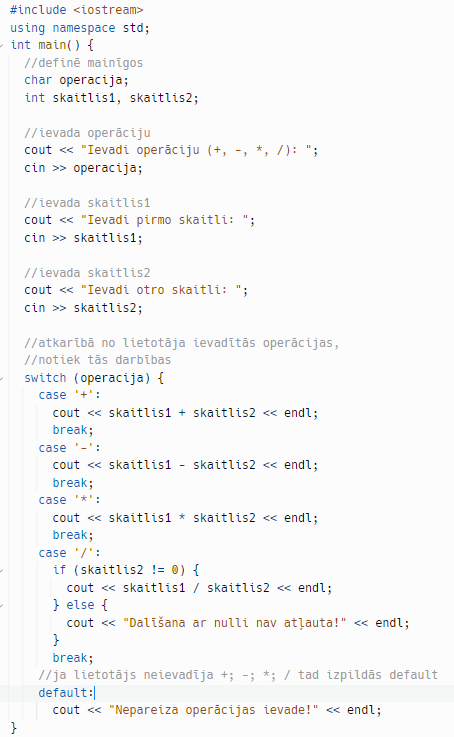 #include <iostream>
using namespace std;
int main() {
//definē mainīgos
char operacija;
int skaitlis1, skaitlis2;
//ievada operāciju
cout << "Ievadi operāciju (+, -, *, /): ";
cin >> operacija;
//ievada skaitlis1
cout << "Ievadi pirmo skaitli: ";
cin >> skaitlis1;
//ievada skaitlis2
cout << "Ievadi otro skaitli: ";
cin >> skaitlis2;
//atkarībā no lietotāja ievadītās operācijas,
//notiek tās darbības
switch (operacija) {
case '+':
cout << skaitlis1 + skaitlis2 << endl;
break;
case '-':
cout << skaitlis1 - skaitlis2 << endl;
break;
case '*':
cout << skaitlis1 * skaitlis2 << endl;
break;
case '/':
if (skaitlis2 != 0) {
cout << skaitlis1 / skaitlis2 << endl;
} else {
cout << "Dalīšana ar nulli nav atļauta!" << endl;
}
break;
//ja lietotājs neievadīja +; -; *; / tad izpildās default
default:
cout << "Nepareiza operācijas ievade!" << endl;
}